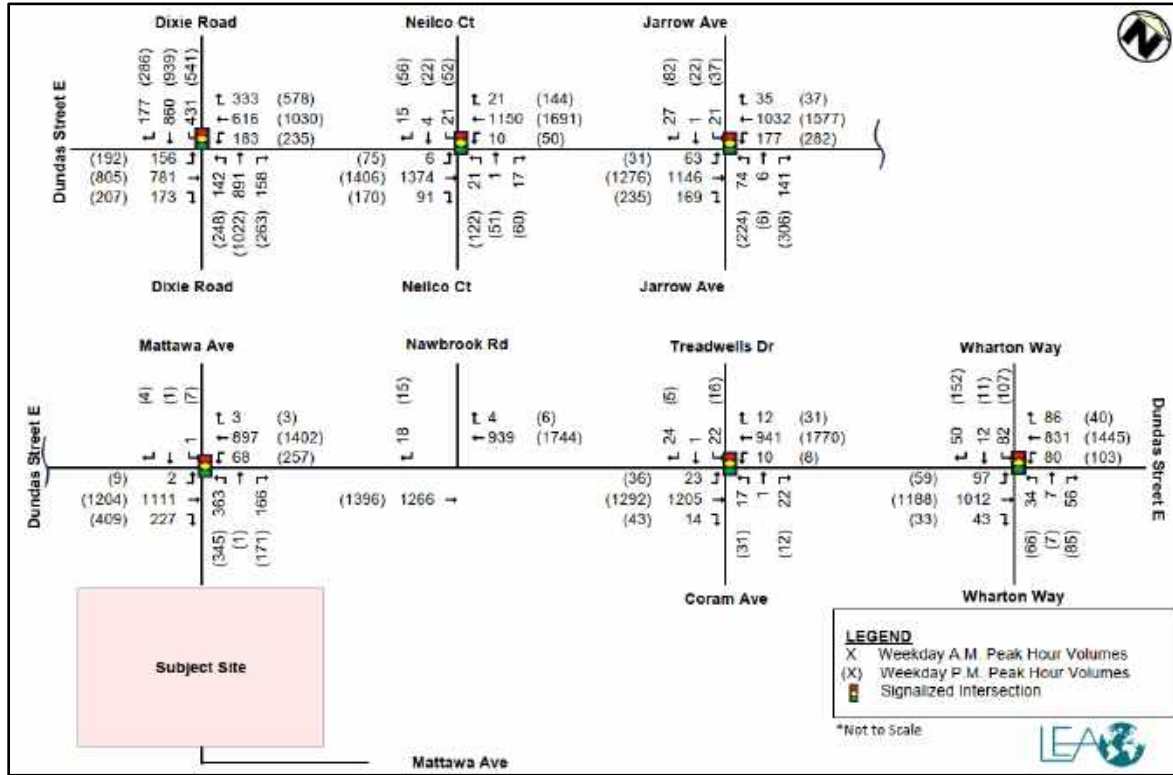 Dixie Road
Neilco Ct
Jarrow Ave
N
(286) (939) (541)
177 860 431
333 (578)
616 (1030)
183 (235)
(56) (22) (52)
15 4 21
21 (144)
1150 (1691)
10 (50)
(82) (22) (37)
27 1 21
35 (37)
1032 (1577)
177 (282)
Dundas Street E
(192) 156
(805) 781
(207) 173
142 891 158
(248) (1022) (263)
(75) 6
(1406) 1374
(170) 91
21 1 17
(122) (51) (60)
(31) 63
(1276) 1146
(235) 169
74 6 141
(224) (6) (306)
Dixie Road
Neilco Ct
Jarrow Ave
Mattawa Ave
Nawbrook Rd
Treadwells Dr
Wharton Way
(4) (1) (7)
1
3 (3)
897 (1402)
68 (257)
(15)
18
4 (6)
939 (1744)
(16)
24 1 22
12 (31)
941 (1770)
10 (8)
(152) (11) (107)
50 12 82
86 (40)
831 (1445)
80 (103)
Dundas Street E
Dundas Street E
(9) 2
(1204) 1111
(409) 227
363 166
(345) (1) (171)
(1396) 1266
(36) 23
(1292) 1205
(43) 14
17 1 22
(31) (12)
(59) 97
(1188) 1012
(33) 43
34 7 56
(66) (7) (85)
Coram Ave
Wharton Way
Subject Site
LEGEND
X Weekday A.M. Peak Hour Volumes
(X) Weekday P.M. Peak Hour Volumes
Signalized Intersection
*Not to Scale
LEA
Mattawa Ave